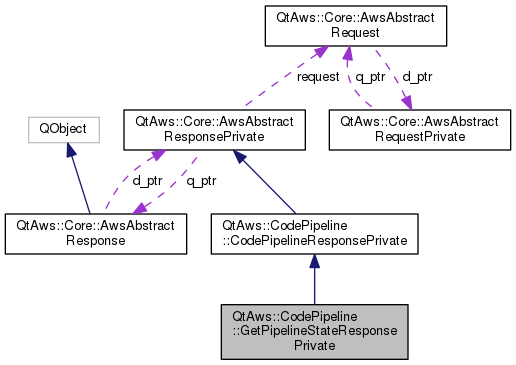 QtAws::Core::AwsAbstract
Request
request
q_ptr
d_ptr
QObject
QtAws::Core::AwsAbstract
ResponsePrivate
QtAws::Core::AwsAbstract
RequestPrivate
d_ptr
q_ptr
QtAws::Core::AwsAbstract
Response
QtAws::CodePipeline
::CodePipelineResponsePrivate
QtAws::CodePipeline
::GetPipelineStateResponse
Private